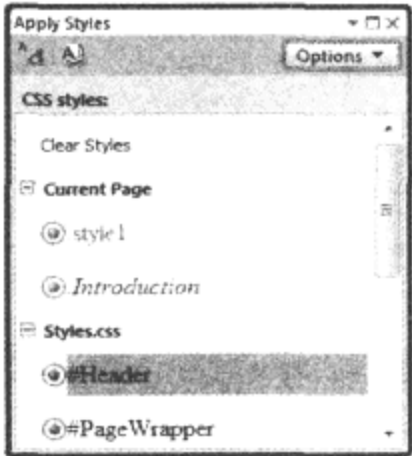 Apply Styles
Options
CSS styles:
Clear Styles
Current Page
style1
Introduction
Styles.css
#Header
#PageWrapper